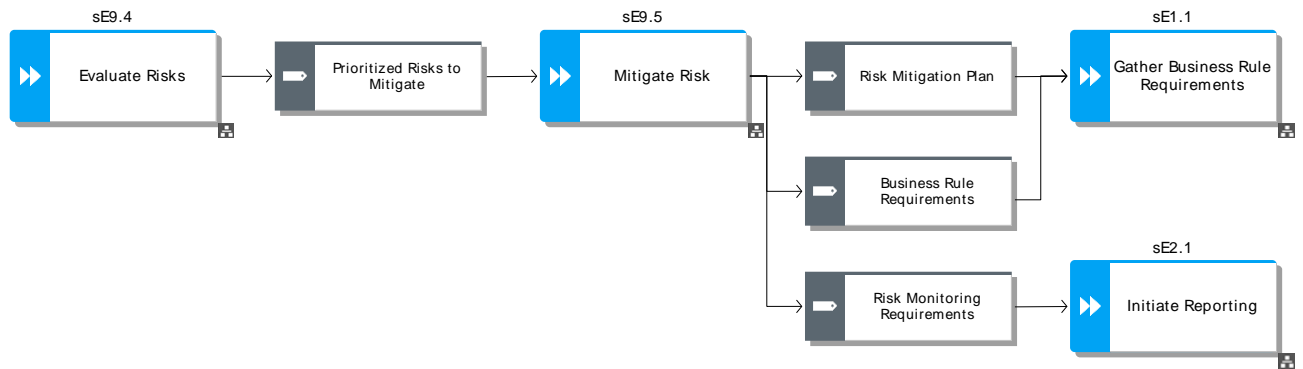 sE9.4
Evaluate Risks
Prioritized Risks to
Mitigate
sE9.5
Mitigate Risk
Risk Mitigation Plan
Business Rule
Requirements
Risk Monitoring
Requirements
sE1.1
Gather Business Rule
Requirements
sE2.1
Initiate Reporting